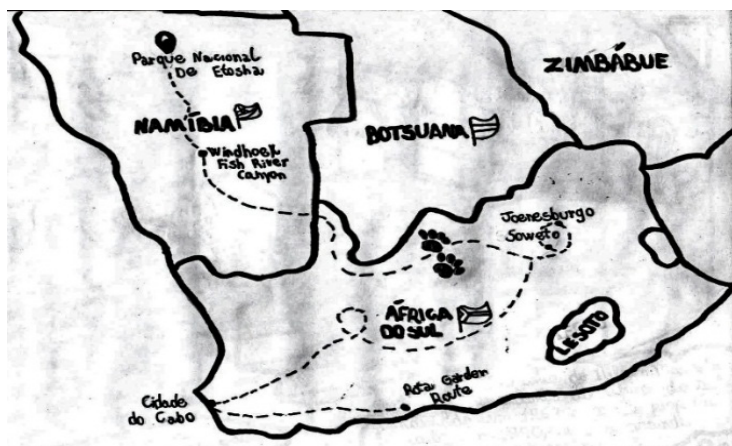 Parque Nacional
De Etosha
ZIMBÁBUE
NAMÍBIA
BOTSUANA
Windhoek
Fish River
Canyon
Joenesburgo
Soweto
ÁFRICA
DO SUL
LESOTO
Cidade
do Cabo
Rota Garden
Route